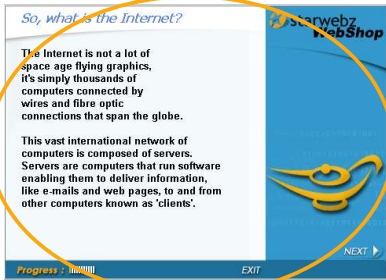 So, what is the Internet?
starwebz
WebShop
The Internet is not a lot of
space age flying graphics,
it's simply thousands of
computers connected by
wires and fibre optic
connections that span the globe.
This vast international network of
computers is composed of servers.
Servers are computers that run software
enabling them to deliver information,
like e-mails and web pages, to and from
other computers known as 'clients'.
NEXT
Progress :
EXIT